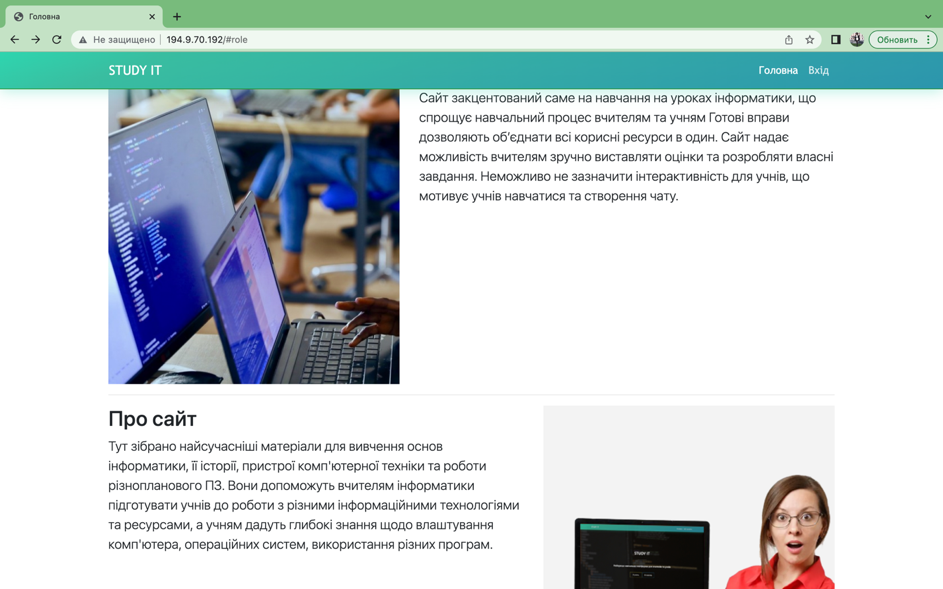 Головна
Не защищено
194.9.70.192/#role
Обновить
STUDY IT
Головна
Вхід
Сайт закцентований саме на навчання на уроках інформатики, що
спрощує навчальний процес вчителям та учням Готові вправи
дозволяють об’єднати всі корисні ресурси в один. Сайт надає
можливість вчителям зручно виставляти оцінки та розробляти власні
завдання. Неможливо не зазначити інтерактивність для учнів, що
мотивує учнів навчатися та створення чату.
Про сайт
Тут зібрано найсучасніші матеріали для вивчення основ
інформатики, її історії, пристрої комп'ютерної техніки та роботи
різнопланового ПЗ. Вони допоможуть вчителям інформатики
підготувати учнів до роботи з різними інформаційними технологіями
та ресурсами, а учням дадуть глибокі знання щодо влаштування
комп'ютера, операційних систем, використання різних програм.
STUDY IT